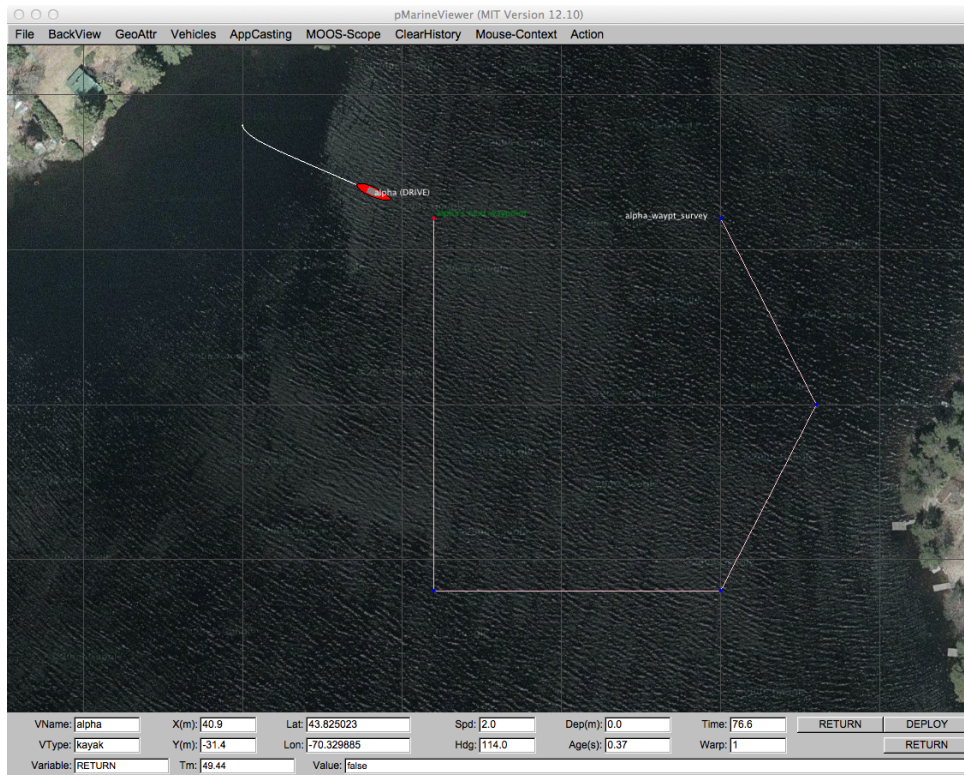 pMarineViewer (MIT Version 12.10)
File BackView GeoAttr Vehicles AppCasting MOOS-Scope ClearHistory Mouse-Context Action
alpha (DRIVE)
alpha_waypt_survey
VName: alpha X(m): 40.9 Lat: 43.825023 Spd: 2.0 Dep(m): 0.0 Time: 76.6 RETURN DEPLOY
VType: kayak Y(m): -31.4 Lon: -70.329885 Hdg: 114.0 Age(s): 0.37 Warp: 1 RETURN
Variable: RETURN Tm: 49.44 Value: false